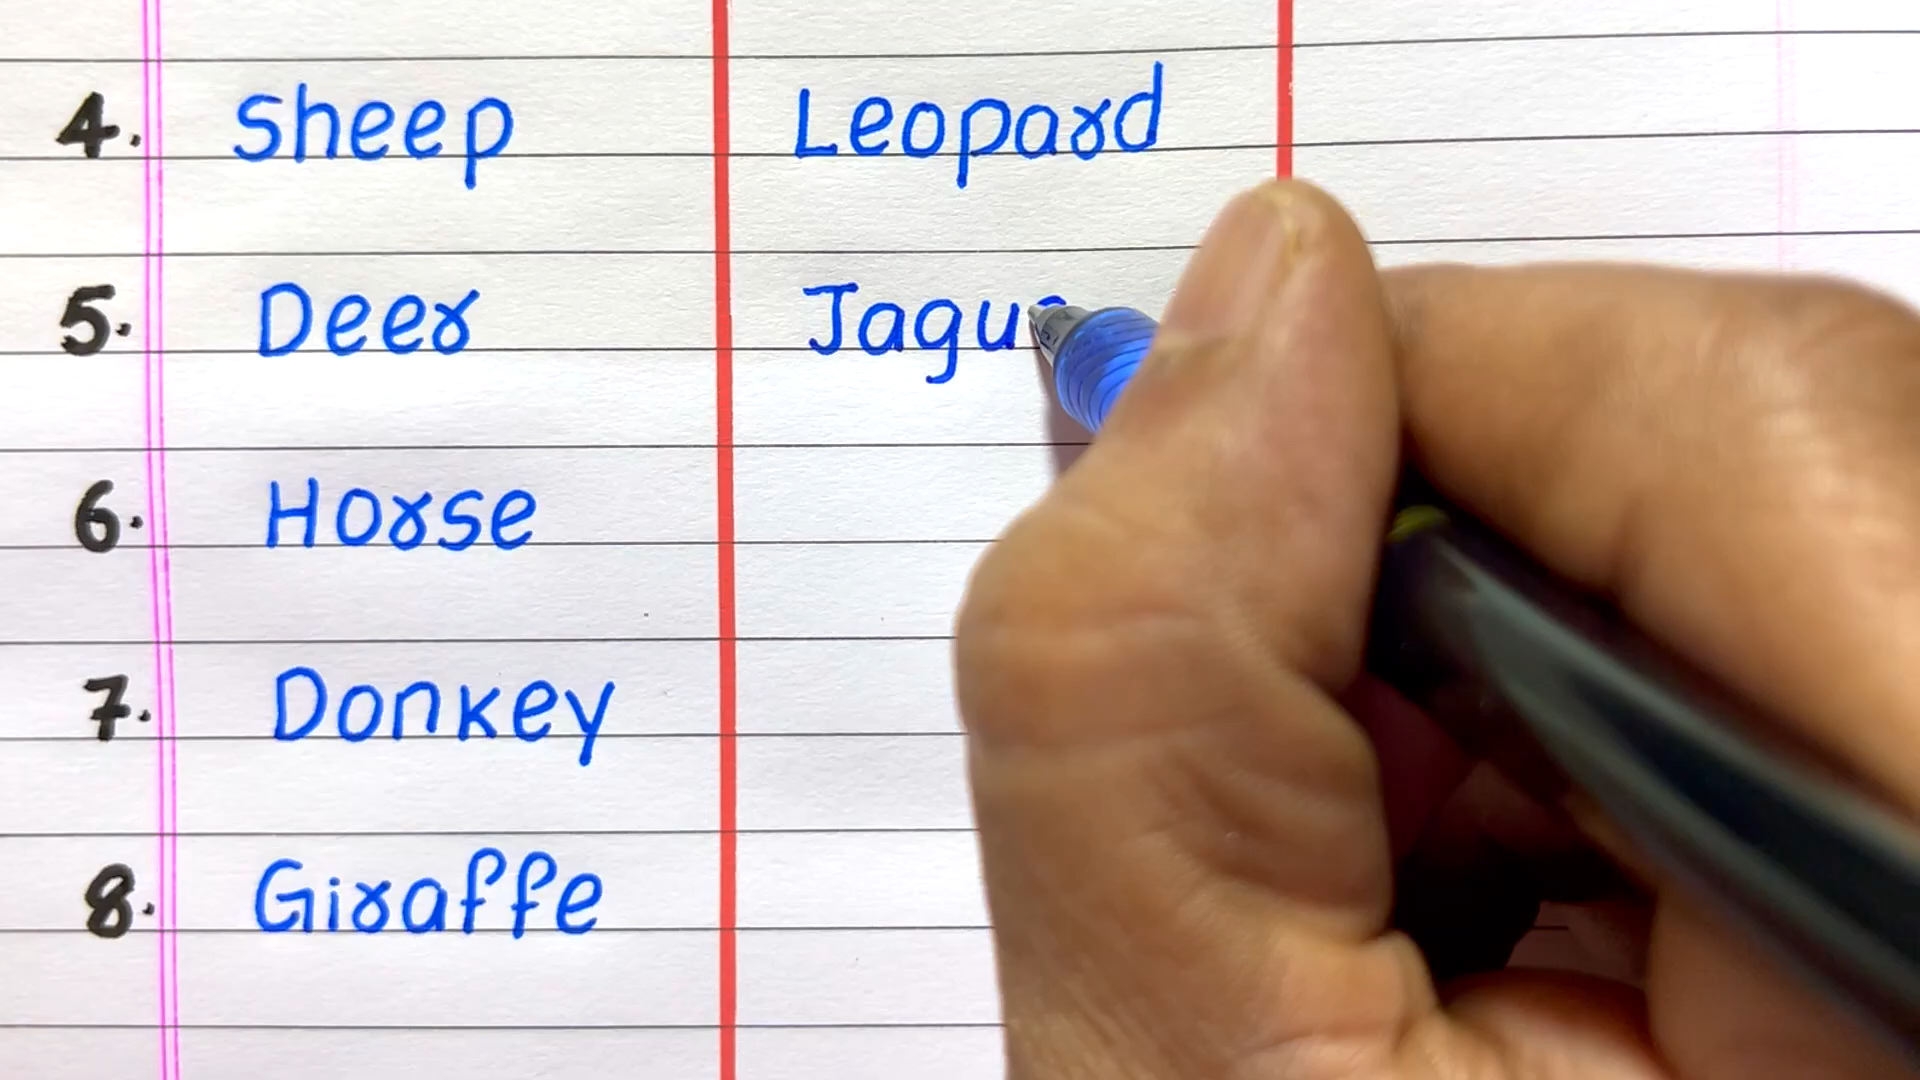 4. Sheep Leopard
5. Deer Jagu
6. Horse
7. Donkey
8. Giraffe